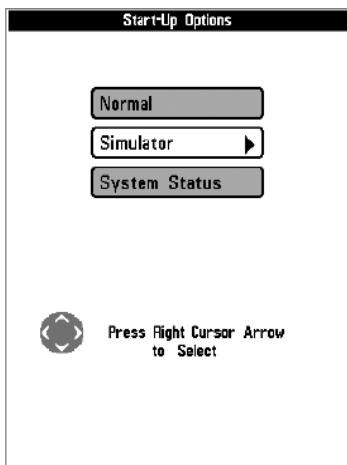 Start-Up Options
Normal
Simulator
System Status
Press Right Cursor Arrow
to Select